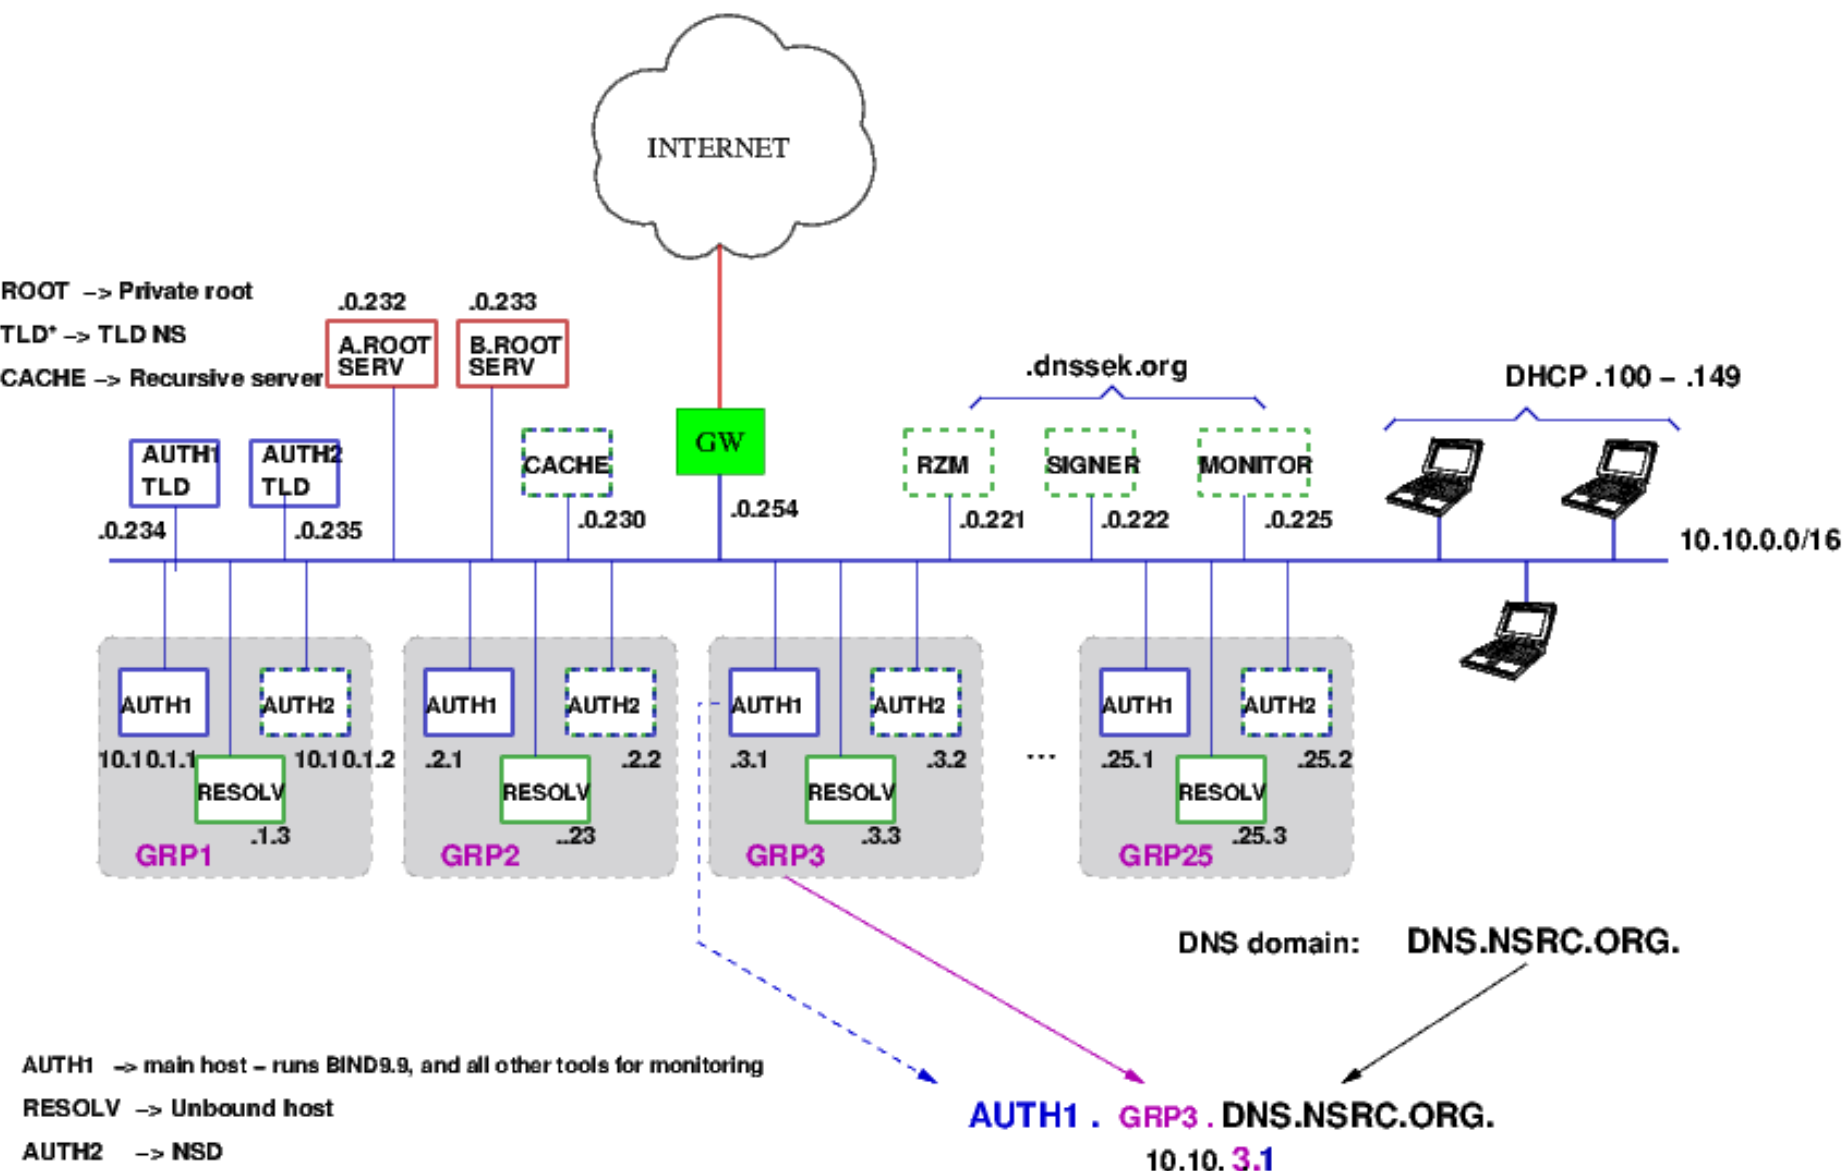 INTERNET
ROOT -> Private root
TLD* -> TLD NS
CACHE -> Recursive server
.0.232
A.ROOT
SERV
.0.233
B.ROOT
SERV
.dnssek.org
DHCP .100 - .149
AUTH1
TLD
.0.234
AUTH2
TLD
.0.235
CACHE
.0.230
GW
.0.254
RZM
.0.221
SIGNER
.0.222
MONITOR
.0.225
10.10.0.0/16
AUTH1
10.10.1.1
AUTH2
10.10.1.2
RESOLV
.1.3
GRP1
AUTH1
.2.1
AUTH2
.2.2
RESOLV
..23
GRP2
AUTH1
.3.1
AUTH2
.3.2
RESOLV
.3.3
GRP3
...
AUTH1
.25.1
AUTH2
.25.2
RESOLV
.25.3
GRP25
DNS domain: DNS.NSRC.ORG.
AUTH1 -> main host - runs BIND9.9, and all other tools for monitoring
RESOLV -> Unbound host
AUTH2 -> NSD
AUTH1 . GRP3 . DNS.NSRC.ORG.
10.10. 3.1